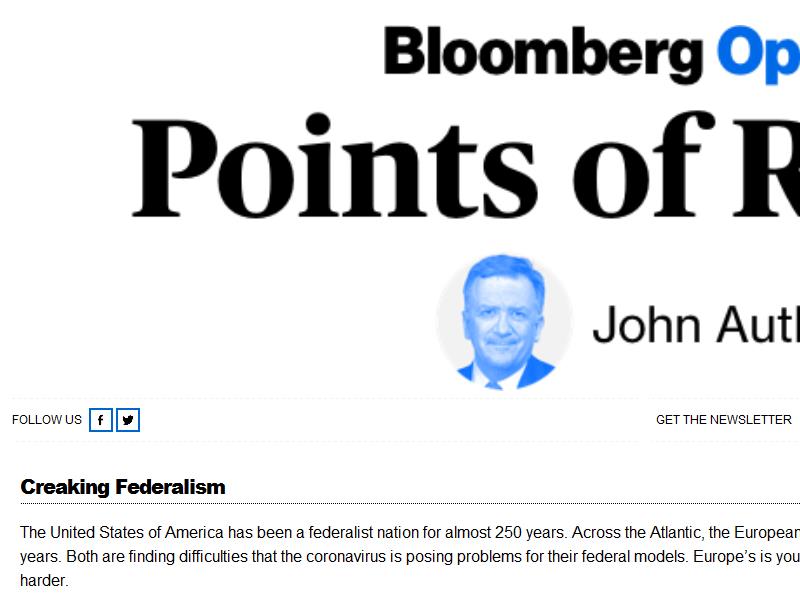 Bloomberg Op
Points of R
John Auth
FOLLOW US
GET THE NEWSLETTER
Creaking Federalism
The United States of America has been a federalist nation for almost 250 years. Across the Atlantic, the European
years. Both are finding difficulties that the coronavirus is posing problems for their federal models. Europe’s is you
harder.